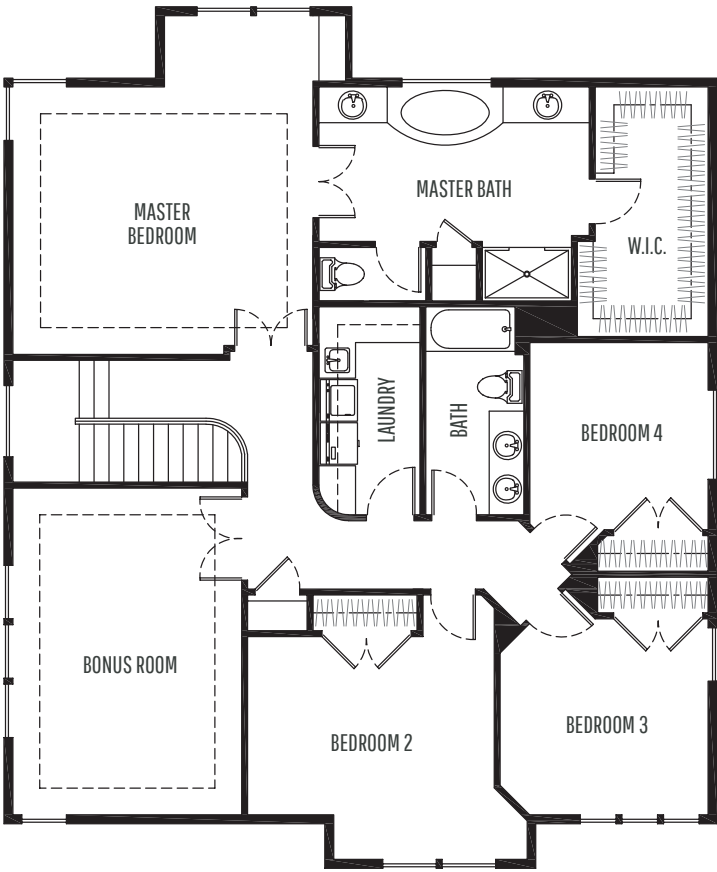 MASTER
BEDROOM
MASTER BATH
W.I.C.
LAUNDRY
BATH
BEDROOM 4
BONUS ROOM
BEDROOM 2
BEDROOM 3